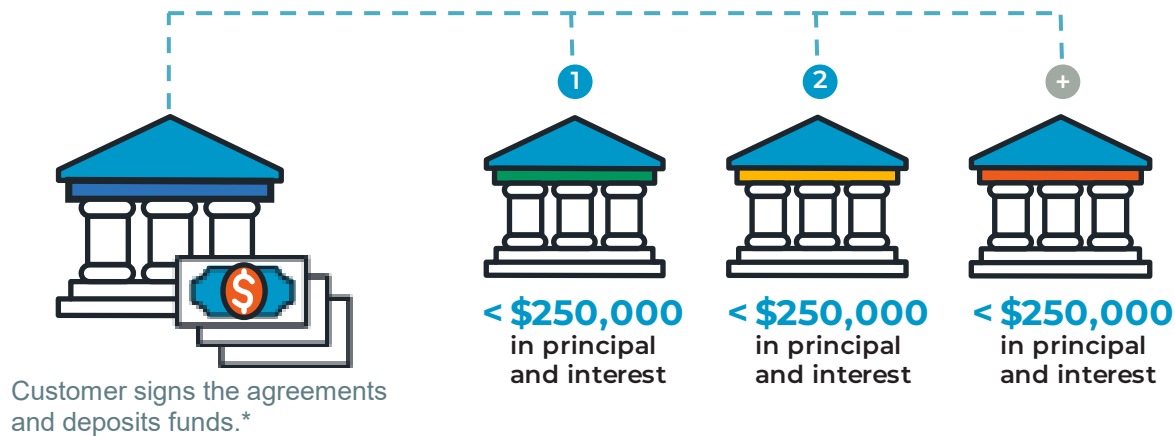 1
2
+
$
< $250,000
in principal
and interest
< $250,000
in principal
and interest
< $250,000
in principal
and interest
Customer signs the agreements
and deposits funds.*